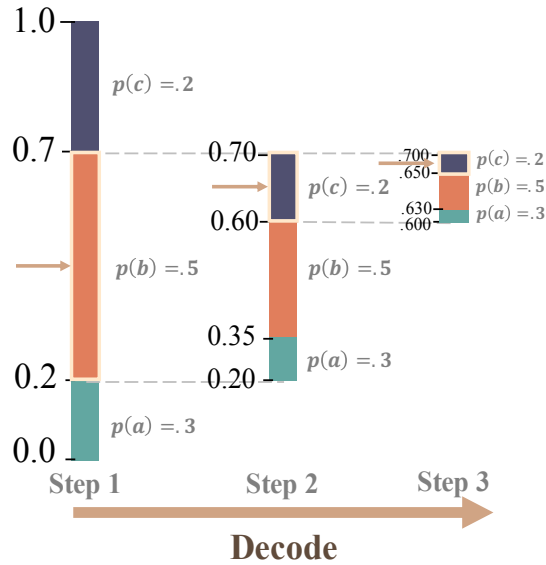 1.0
p(c) =.2
0.7
p(b) =.5
0.2
p(a) =.3
0.0
Step 1
0.70
p(c) =.2
0.60
p(b) =.5
0.35
p(a) =.3
0.20
Step 2
.700
p(c) =.2
.650
p(b) =.5
.630
p(a) =.3
.600
Step 3
Decode